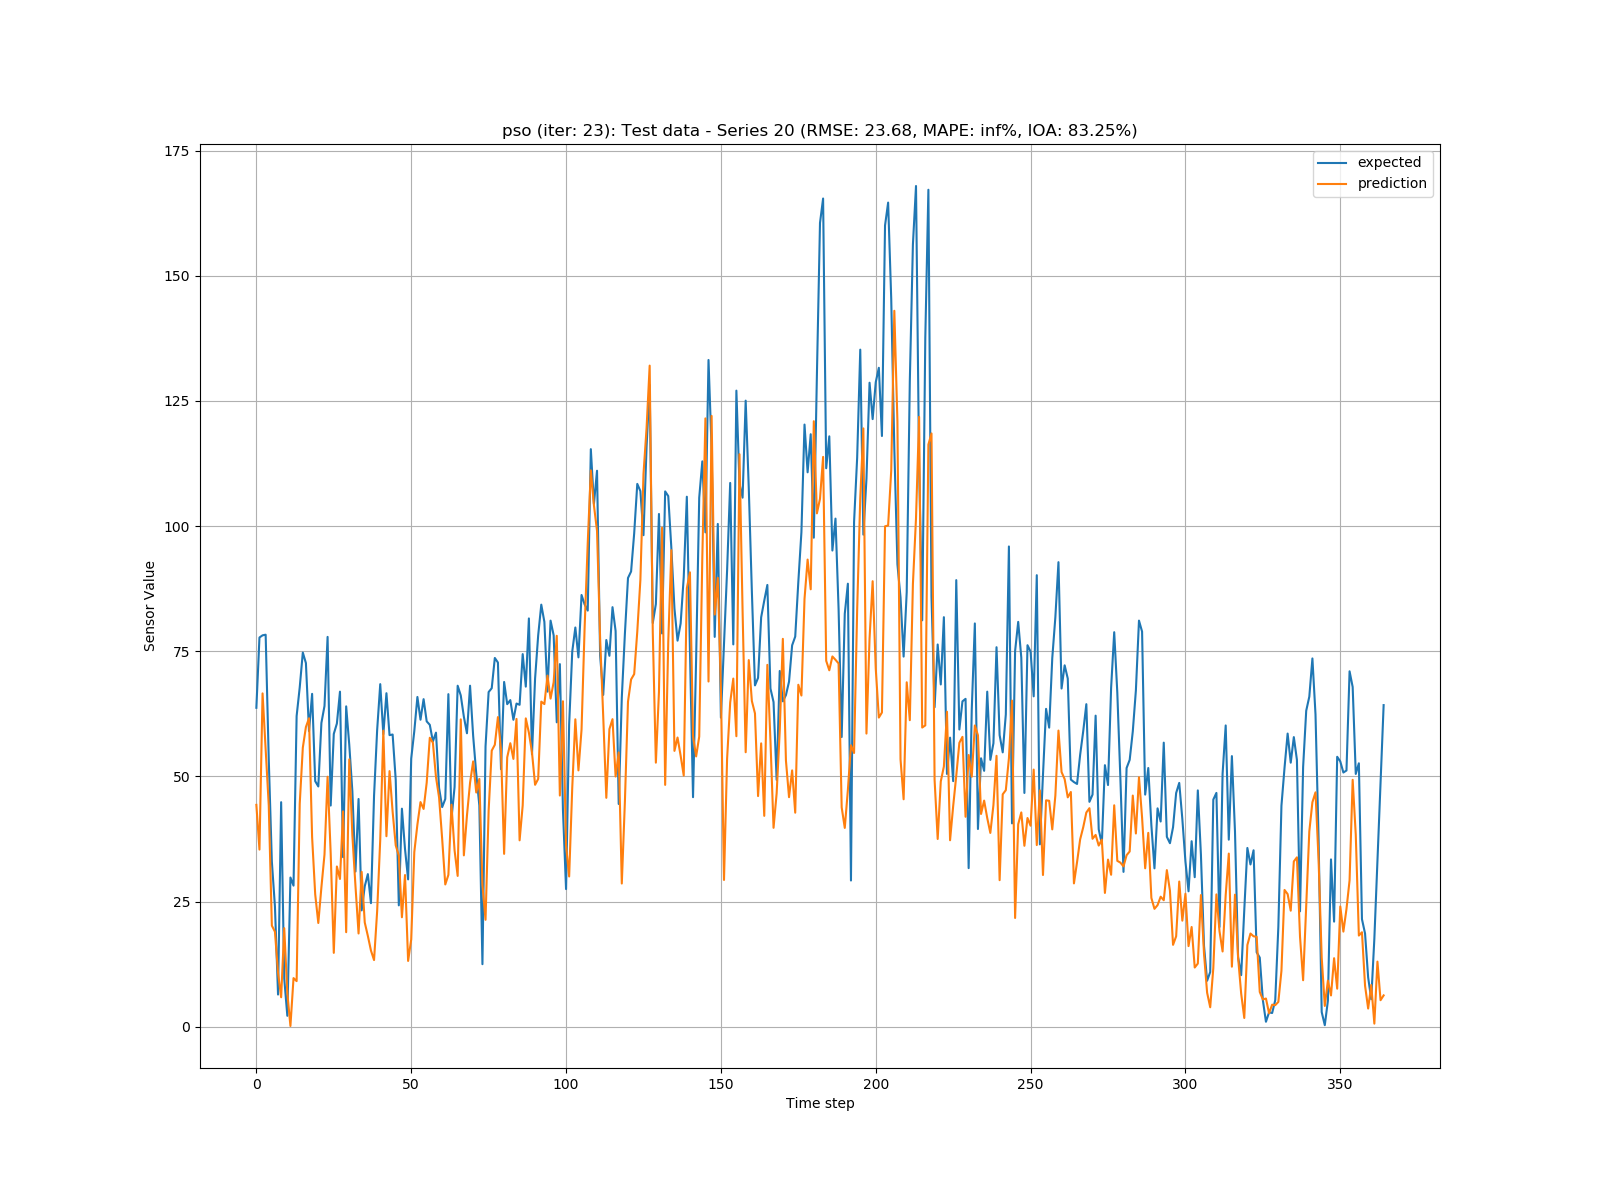 pso (iter: 23): Test data - Series 20 (RMSE: 23.68, MAPE: inf%, IOA: 83.25%)
expected
prediction
175
150
125
100
75
50
25
0
Sensor Value
0 50 100 150 200 250 300 350
Time step